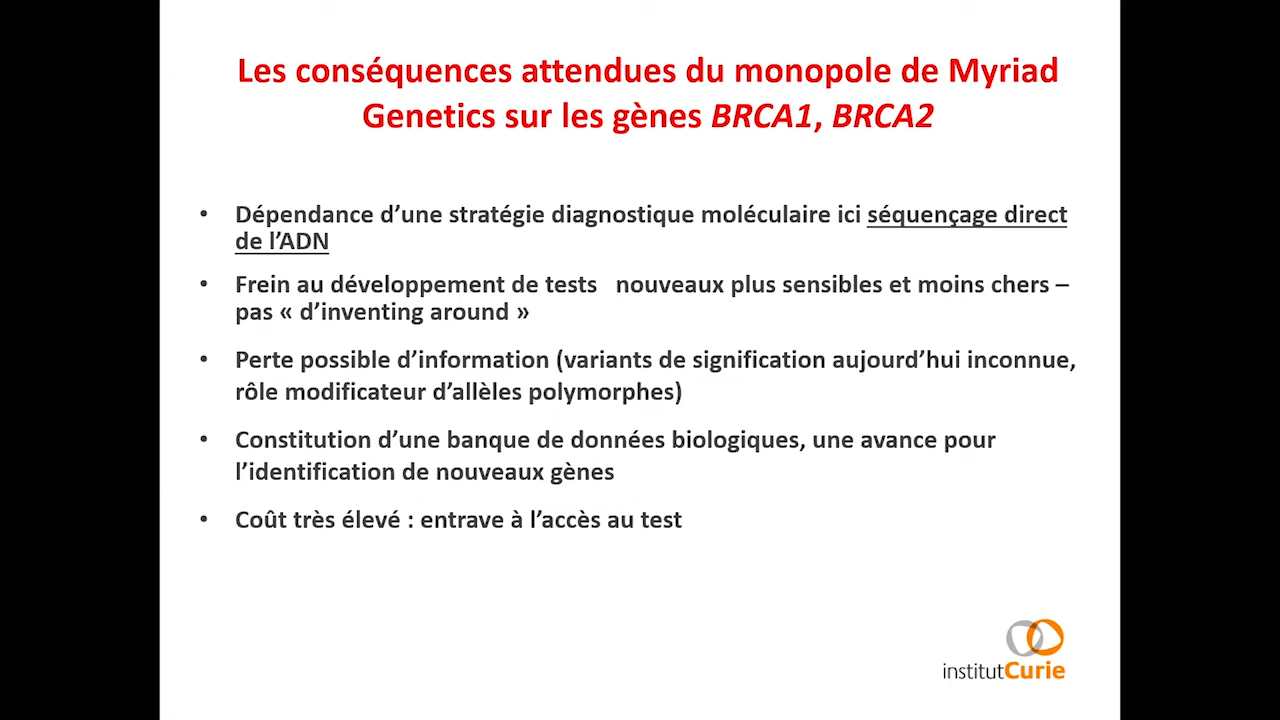 Les conséquences attendues du monopole de Myriad
Genetics sur les gènes BRCA1, BRCA2
• Dépendance d’une stratégie diagnostique moléculaire ici séquençage direct
de l’ADN
• Frein au développement de tests nouveaux plus sensibles et moins chers –
pas « d’inventing around »
• Perte possible d’information (variants de signification aujourd’hui inconnue,
rôle modificateur d’allèles polymorphes)
• Constitution d’une banque de données biologiques, une avance pour
l’identification de nouveaux gènes
• Coût très élevé : entrave à l’accès au test
institutCurie